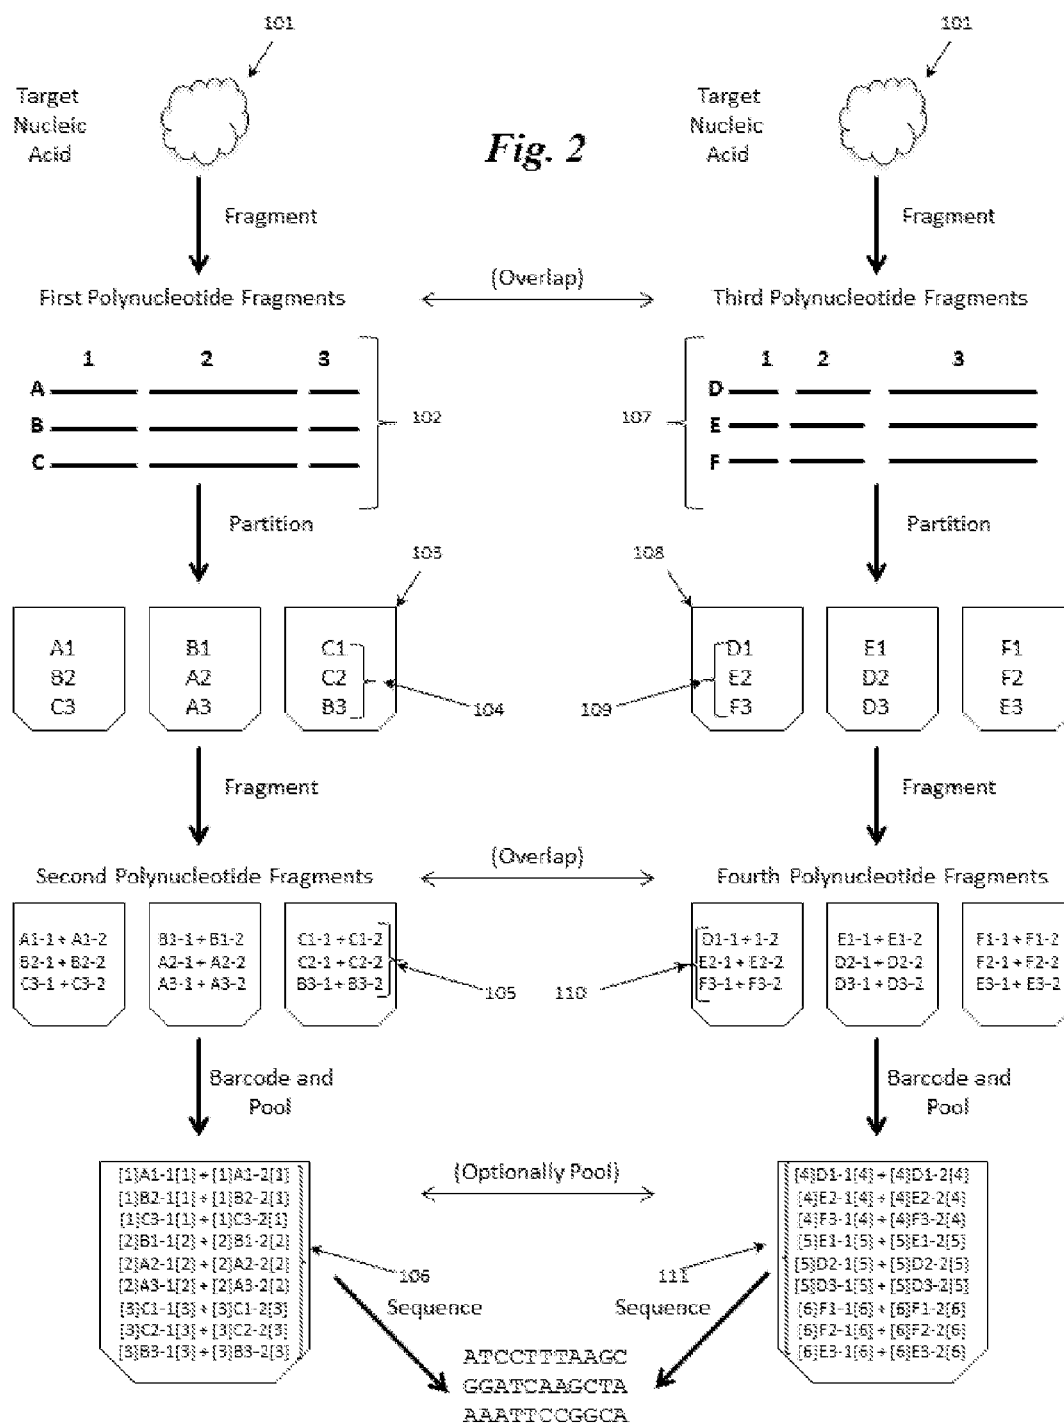 101
101
Target
Nucleic
Acid
Target
Nucleic
Acid
Fig. 2
Fragment
Fragment
(Overlap)
First Polynucleotide Fragments
Third Polynucleotide Fragments
1 2 3
1 2 3
A
B
C
102
107
D
E
F
Partition
Partition
103
108
A1
B2
C3
B1
A2
A3
C1
C2
B3
104
109
D1
E2
F3
E1
D2
D3
F1
F2
E3
Fragment
Fragment
(Overlap)
Second Polynucleotide Fragments
Fourth Polynucleotide Fragments
A1-1 + A1-2
B2-1 + B2-2
C3-1 + C3-2
B1-1 + B1-2
A2-1 + A2-2
A3-1 + A3-2
C1-1 + C1-2
C2-1 + C2-2
B3-1 + B3-2
105
110
D1-1 + 1-2
E2-1 + E2-2
F3-1 + F3-2
E1-1 + E1-2
D2-1 + D2-2
D3-1 + D3-2
F1-1 + F1-2
F2-1 + F2-2
E3-1 + E3-2
Barcode and
Pool
Barcode and
Pool
(Optionally Pool)
[1]A1-1[1] + [1]A1-2[1]
[1]B2-1[1] + [1]B2-2[1]
[1]C3-1[1] + [1]C3-2[1]
[2]B1-1[2] + [2]B1-2[2]
[2]A2-1[2] + [2]A2-2[2]
[2]A3-1[2] + [2]A3-2[2]
[3]C1-1[3] + [3]C1-2[3]
[3]C2-1[3] + [3]C2-2[3]
[3]B3-1[3] + [3]B3-2[3]
106
111
[4]D1-1[4] + [4]D1-2[4]
[4]E2-1[4] + [4]E2-2[4]
[4]F3-1[4] + [4]F3-2[4]
[5]E1-1[5] + [5]E1-2[5]
[5]D2-1[5] + [5]D2-2[5]
[5]D3-1[5] + [5]D3-2[5]
[6]F1-1[6] + [6]F1-2[6]
[6]F2-1[6] + [6]F2-2[6]
[6]E3-1[6] + [6]E3-2[6]
Sequence
Sequence
ATCCTTTAAGC
GGATCAAGCTA
AAATTCCGGCA